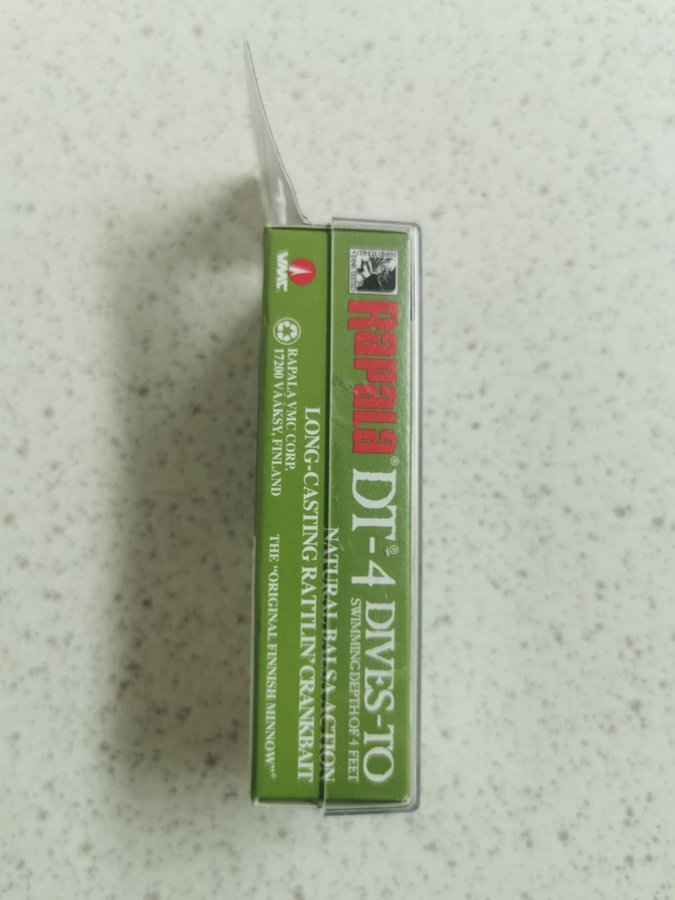 Rapala® DT®-4 DIVES-TO
SWIMMING DEPTH OF 4 FEET
NATURAL BALSA ACTION
LONG-CASTING RATTLIN' CRANKBAIT
VMC
RAPALA VMC CORP.
17200 VÄÄKSY, FINLAND
THE "ORIGINAL FINNISH MINNOW"®